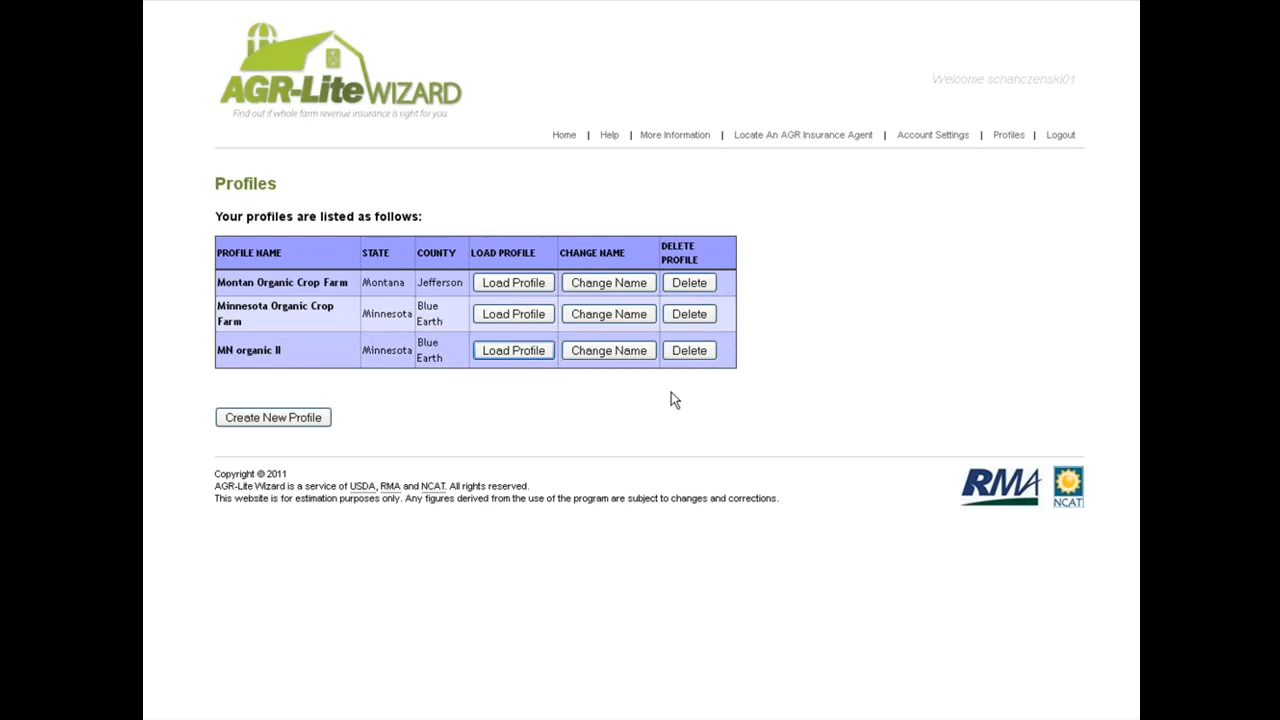 AGR-Lite WIZARD
Find out if whole farm revenue insurance is right for you
Welcome schahczenski01
Home | Help | More Information | Locate An AGR Insurance Agent | Account Settings | Profiles | Logout
Profiles
Your profiles are listed as follows:
PROFILE NAME STATE COUNTY LOAD PROFILE CHANGE NAME DELETE PROFILE
Montan Organic Crop Farm Montana Jefferson Load Profile Change Name Delete
Minnesota Organic Crop Farm Minnesota Blue Earth Load Profile Change Name Delete
MN organic II Minnesota Blue Earth Load Profile Change Name Delete
Create New Profile
Copyright © 2011
AGR-Lite Wizard is a service of USDA, RMA and NCAT. All rights reserved.
This website is for estimation purposes only. Any figures derived from the use of the program are subject to changes and corrections.
RMA
NCAT